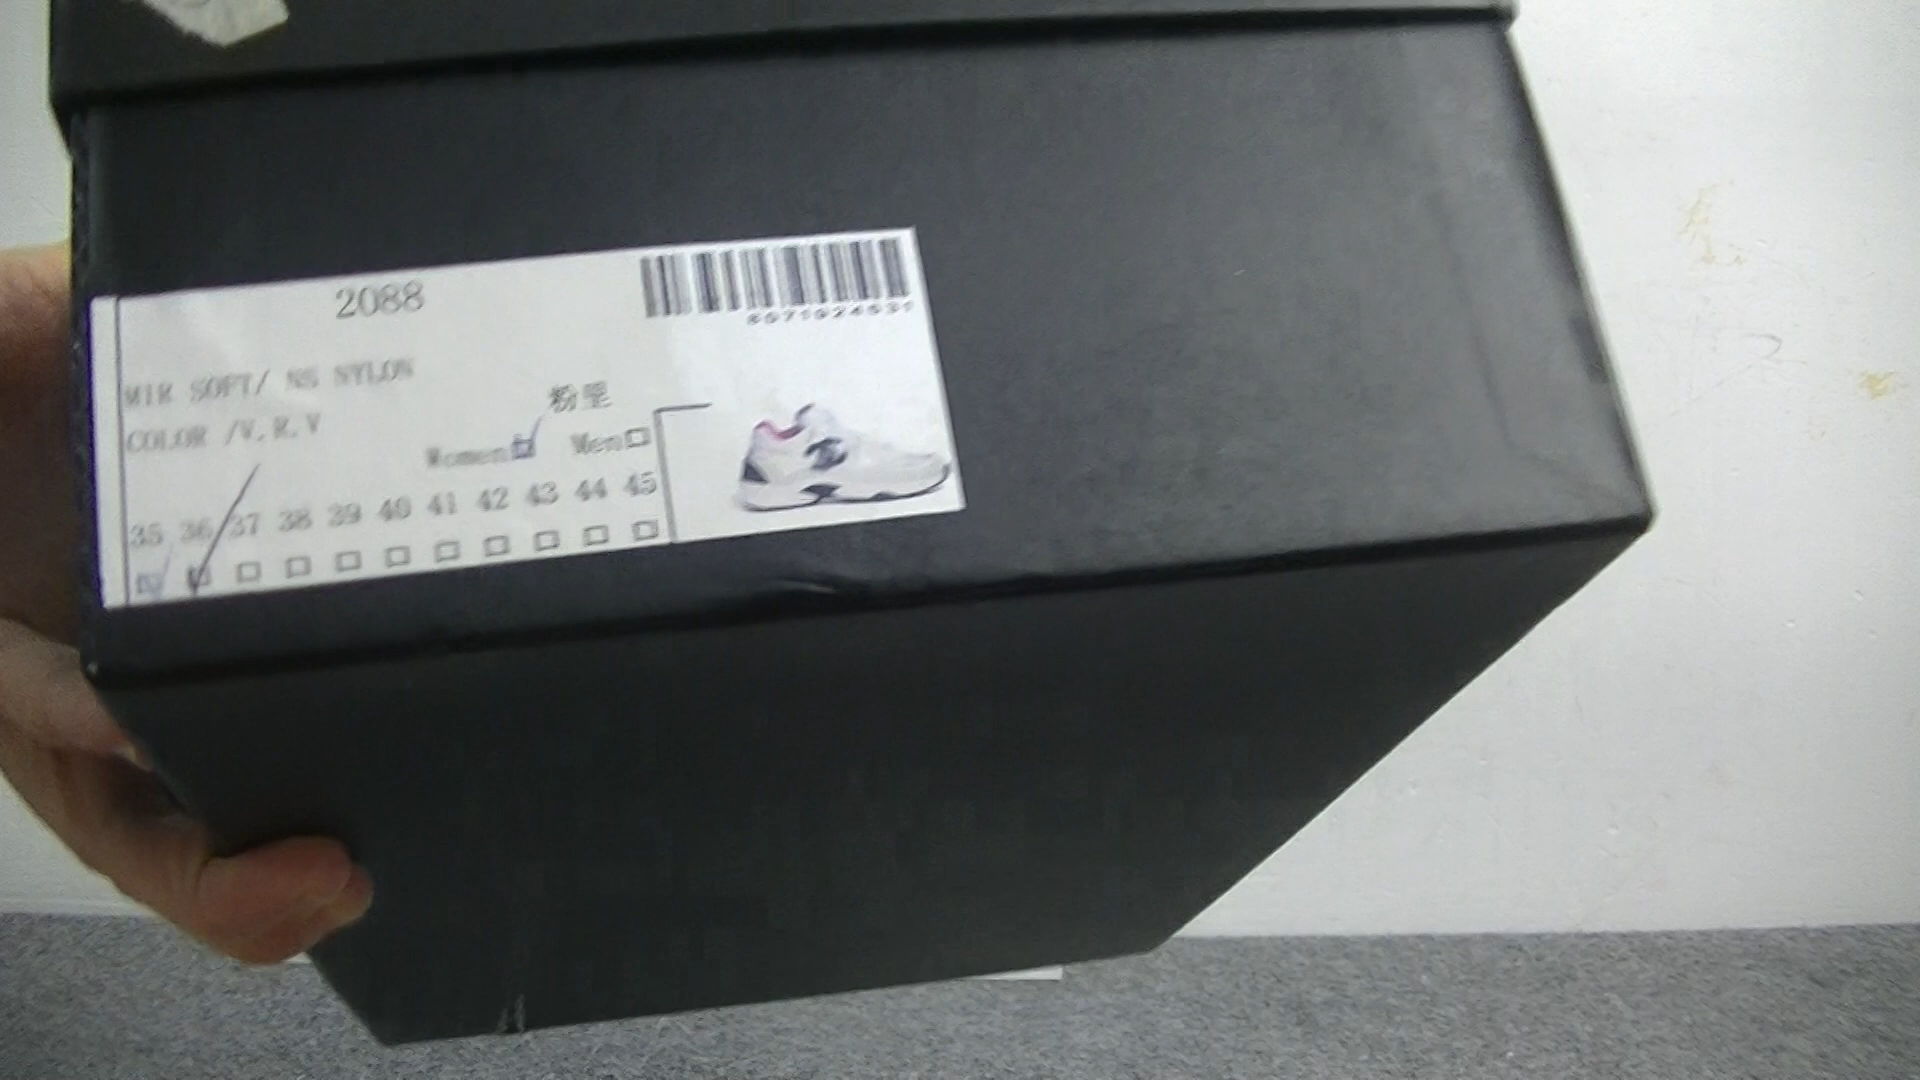 2088
MIR SOFT/ NS NYLON
COLOR /V.R.V
粉里
Women Men
35 36 37 38 39 40 41 42 43 44 45